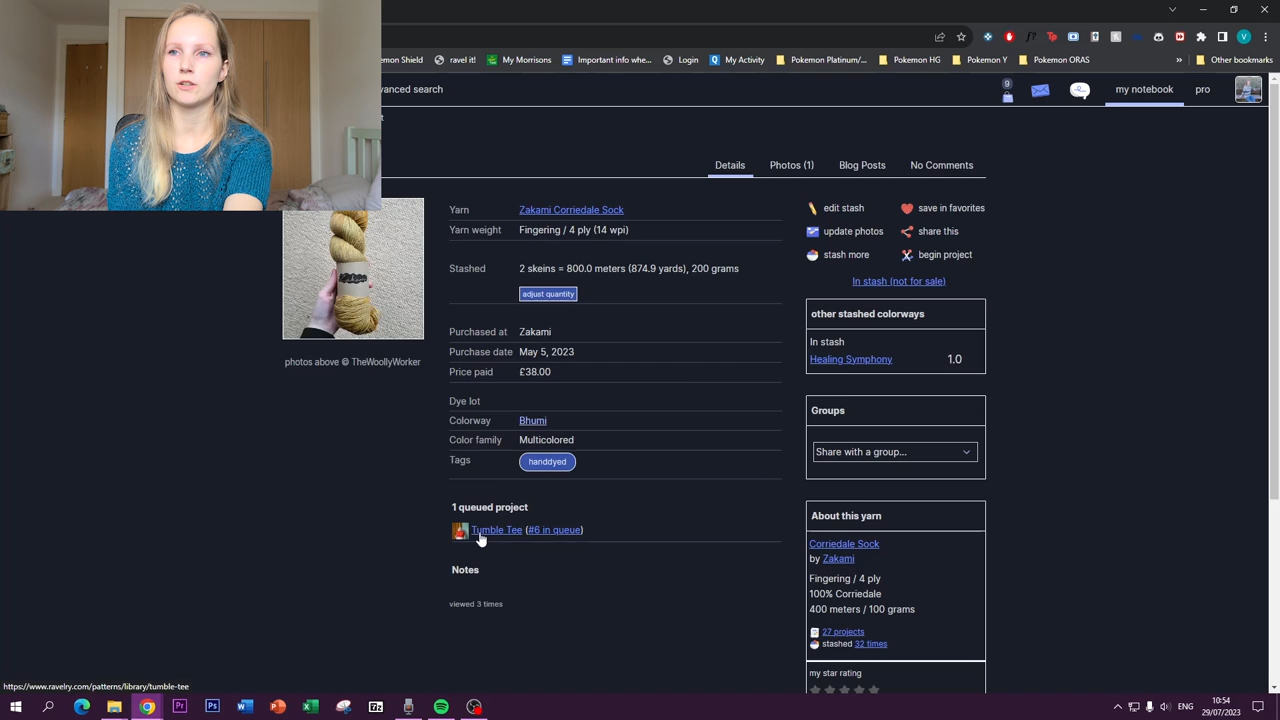 kemon Shield
ravel it!
My Morrisons
Important info whe...
Login
My Activity
Pokemon Platinum/...
Pokemon HG
Pokemon Y
Pokemon ORAS
»
Other bookmarks
V
vanced search
9
my notebook
pro
t
Details
Photos (1)
Blog Posts
No Comments
Yarn Zakami Corriedale Sock
Yarn weight Fingering / 4 ply (14 wpi)
Stashed 2 skeins = 800.0 meters (874.9 yards), 200 grams
adjust quantity
Purchased at Zakami
Purchase date May 5, 2023
Price paid £38.00
Dye lot
Colorway Bhumi
Color family Multicolored
Tags handdyed
1 queued project
Tumble Tee (#6 in queue)
Notes
viewed 3 times
photos above © TheWoollyWorker
edit stash
save in favorites
update photos
share this
stash more
begin project
In stash (not for sale)
other stashed colorways
In stash
Healing Symphony 1.0
Groups
Share with a group...
About this yarn
Corriedale Sock
by Zakami
Fingering / 4 ply
100% Corriedale
400 meters / 100 grams
27 projects
stashed 32 times
my star rating
https://www.ravelry.com/patterns/library/tumble-tee
ENG
10:54
29/07/2023